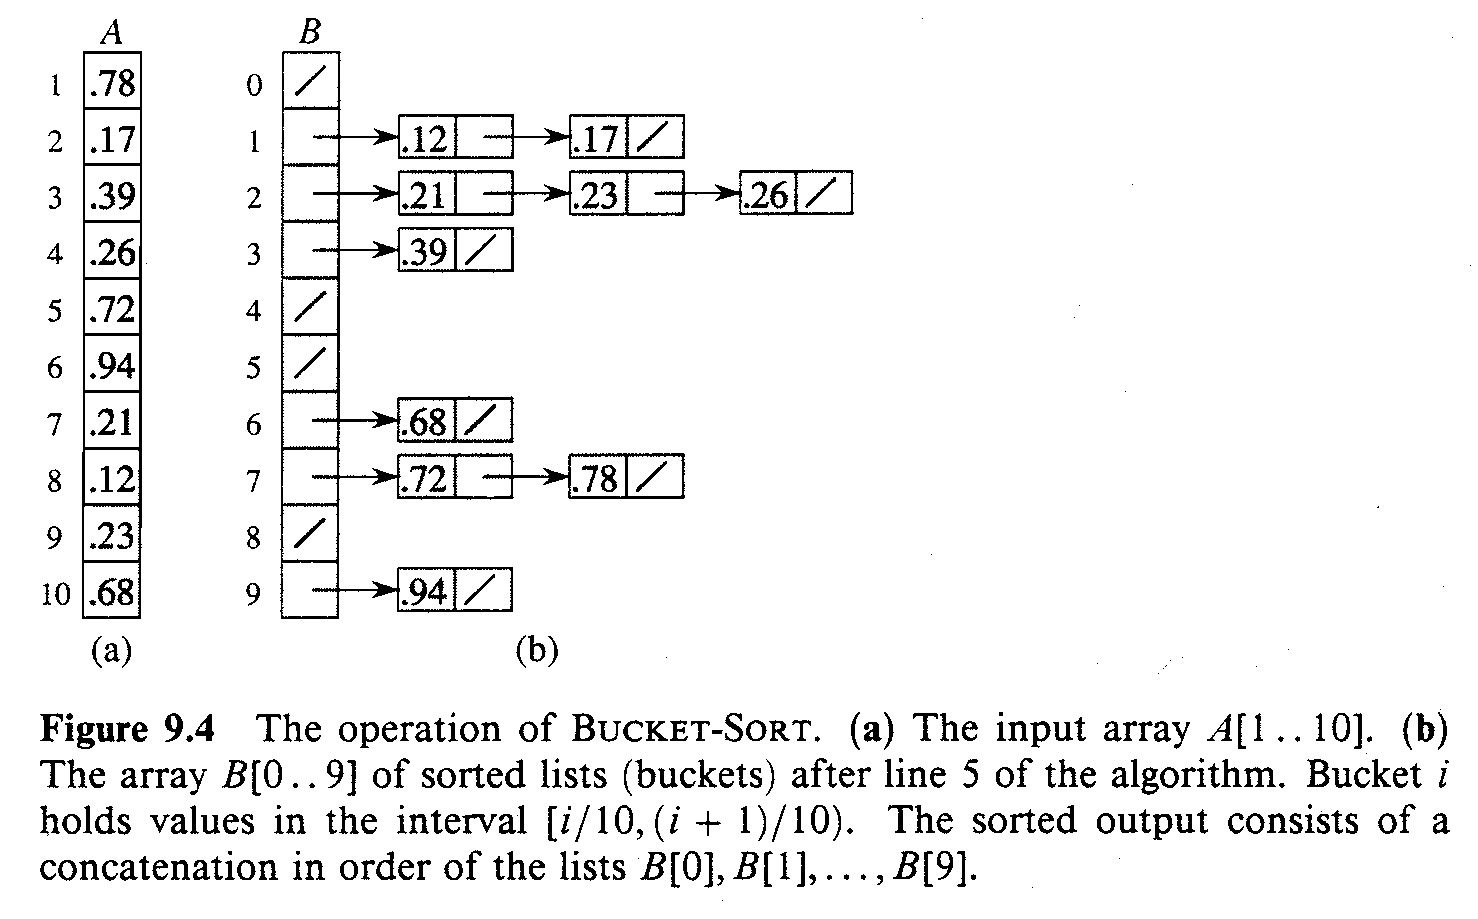 A B
1 .78 0 /
2 .17 1 .12 .17 /
3 .39 2 .21 .23 .26 /
4 .26 3 .39 /
5 .72 4 /
6 .94 5 /
7 .21 6 .68 /
8 .12 7 .72 .78 /
9 .23 8 /
10 .68 9 .94 /
(a) (b)
Figure 9.4 The operation of BUCKET-SORT. (a) The input array A[1 . . 10]. (b)
The array B[0 . . 9] of sorted lists (buckets) after line 5 of the algorithm. Bucket i
holds values in the interval [i/10, (i + 1)/10). The sorted output consists of a
concatenation in order of the lists B[0], B[1], . . . , B[9].